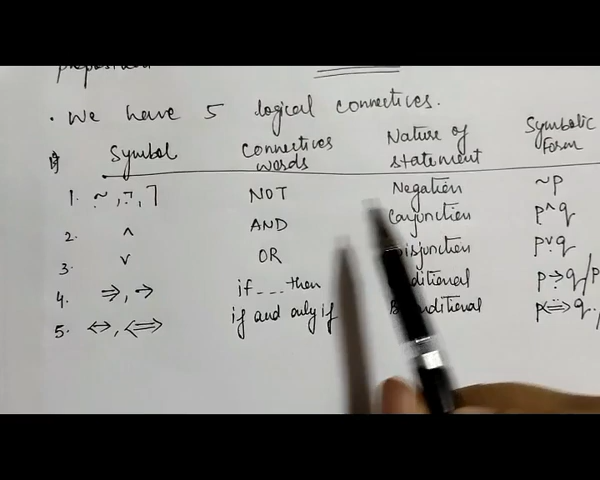 · We have 5 logical connectives.
Symbol Connectives words Nature of statement Symbolic Form
1. ~, ¬, ˥ NOT Negation ~p
2. ∧ AND Conjunction p∧q
3. ∨ OR Disjunction p∨q
4. ⇒, → if ... then p→q/p
5. ↔, ⇔ if and only if p⇔q.